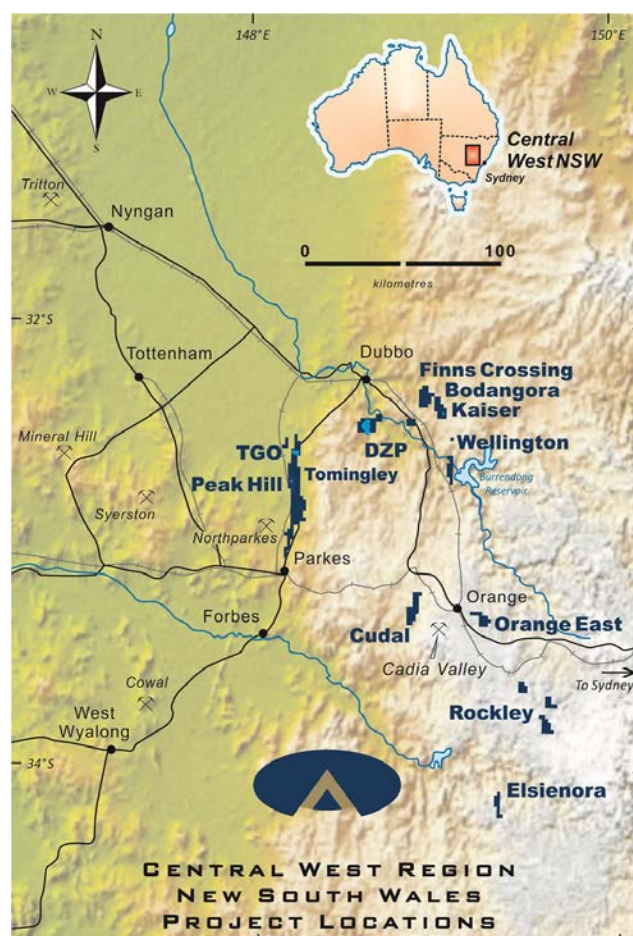 148°E
150°E
N
W
E
S
Central
West NSW
Sydney
Tritton
Nyngan
0
100
kilometres
32°S
Dubbo
Tottenham
Finns Crossing
Bodangora
Kaiser
Mineral Hill
TGO
DZP
Wellington
Peak Hill
Tomingley
Burrendong
Reservoir
Syerston
Northparkes
Parkes
Orange
Forbes
Cudal
Orange East
Cadia Valley
To Sydney
Cowal
Rockley
West
Wyalong
34°S
Elsienora
Central West Region
New South Wales
Project Locations